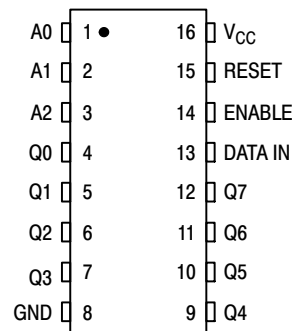 A0 1 16 V_CC
A1 2 15 RESET
A2 3 14 ENABLE
Q0 4 13 DATA IN
Q1 5 12 Q7
Q2 6 11 Q6
Q3 7 10 Q5
GND 8 9 Q4